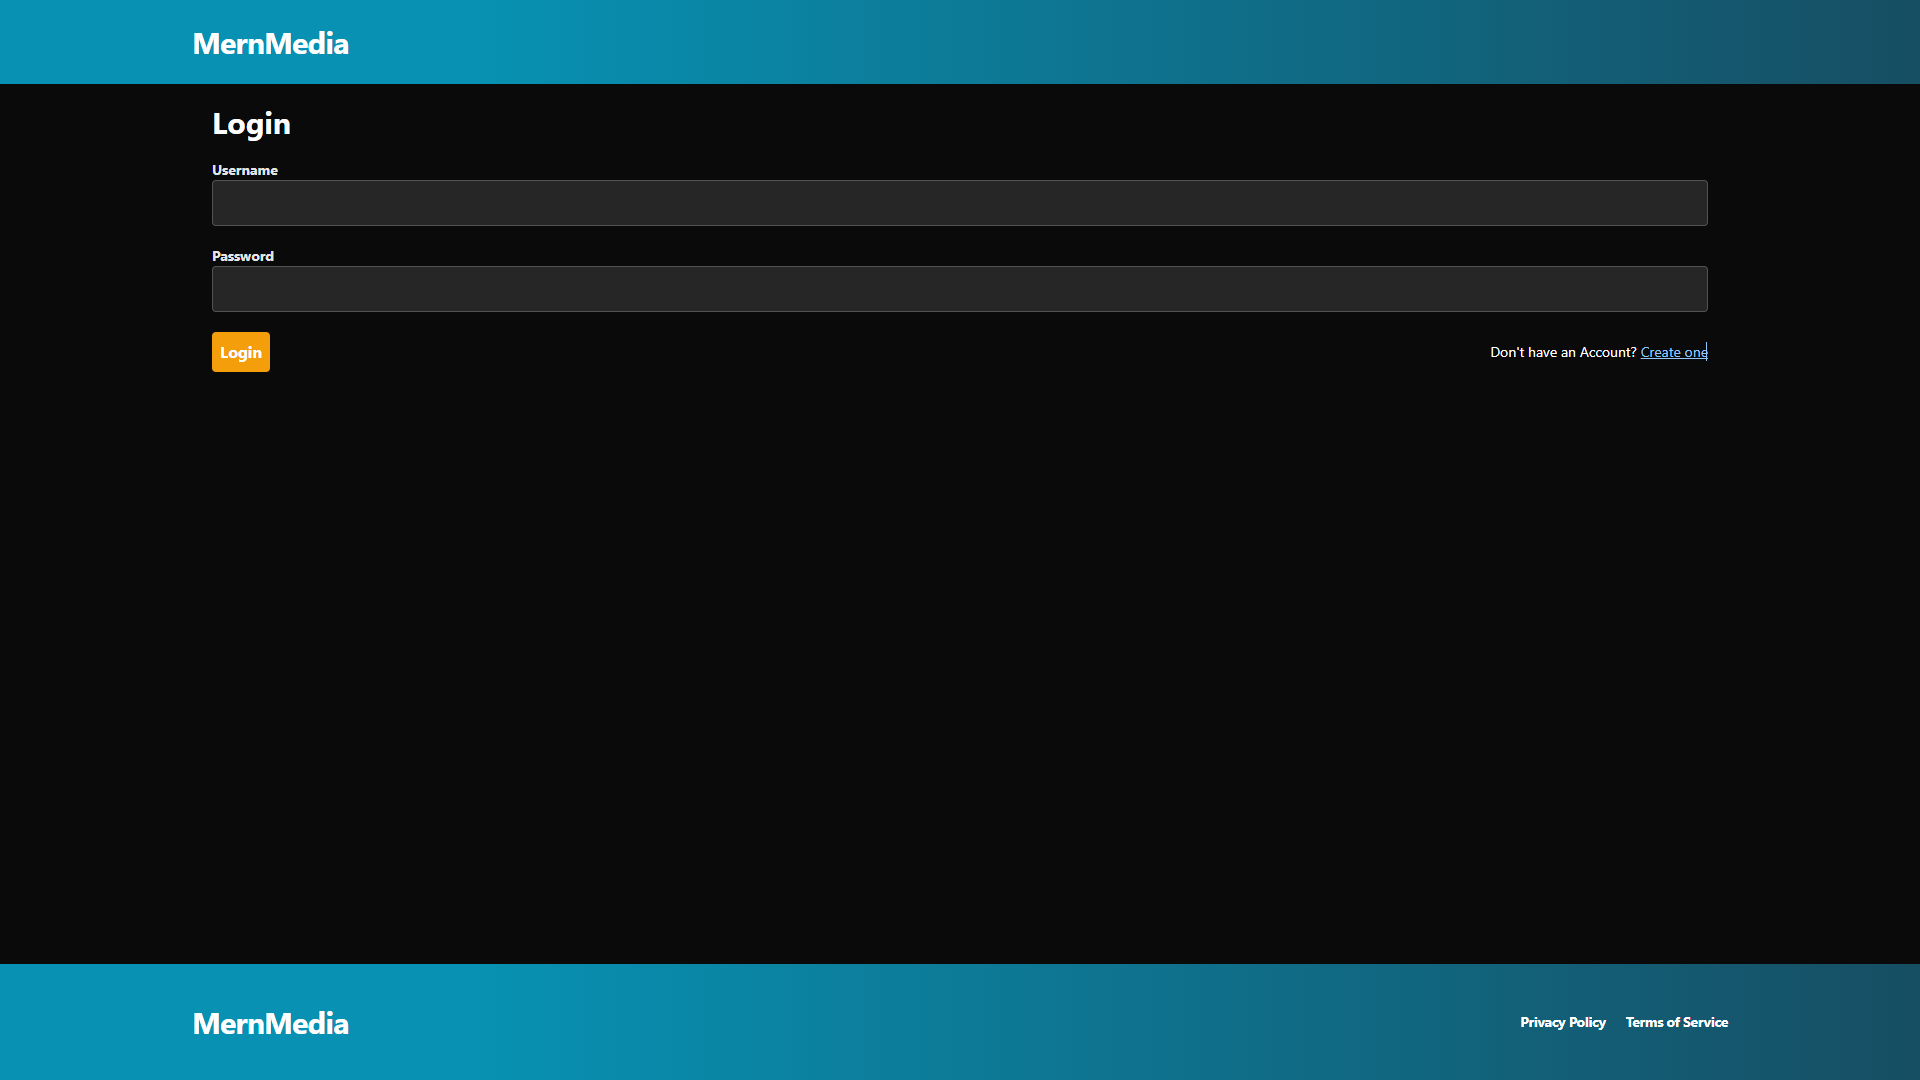 MernMedia
Login
Username
Password
Login
Don't have an Account? Create one
MernMedia
Privacy Policy Terms of Service